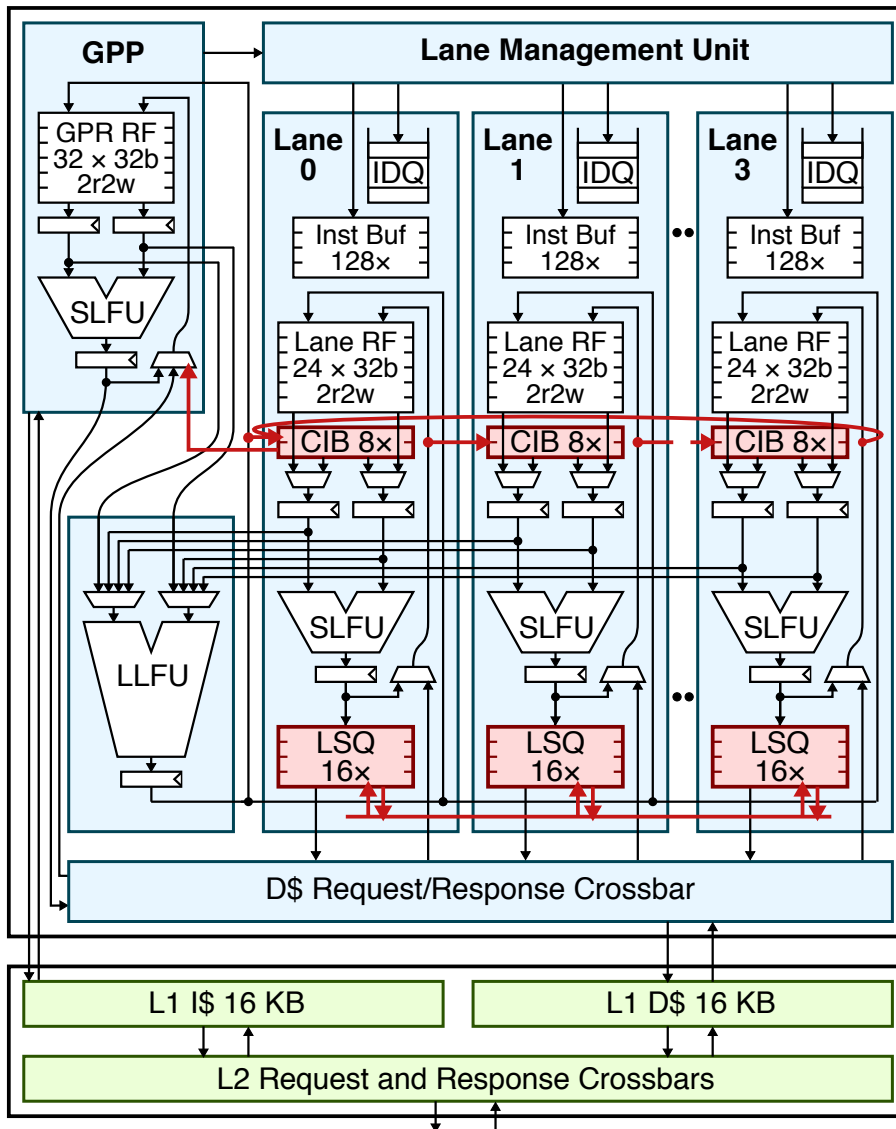 GPP
Lane Management Unit
GPR RF
32 × 32b
2r2w
SLFU
Lane
0
IDQ
Inst Buf
128×
Lane RF
24 × 32b
2r2w
CIB 8×
SLFU
LSQ
16×
Lane
1
IDQ
Inst Buf
128×
Lane RF
24 × 32b
2r2w
CIB 8×
SLFU
LSQ
16×
Lane
3
IDQ
Inst Buf
128×
Lane RF
24 × 32b
2r2w
CIB 8×
SLFU
LSQ
16×
LLFU
D$ Request/Response Crossbar
L1 I$ 16 KB
L1 D$ 16 KB
L2 Request and Response Crossbars